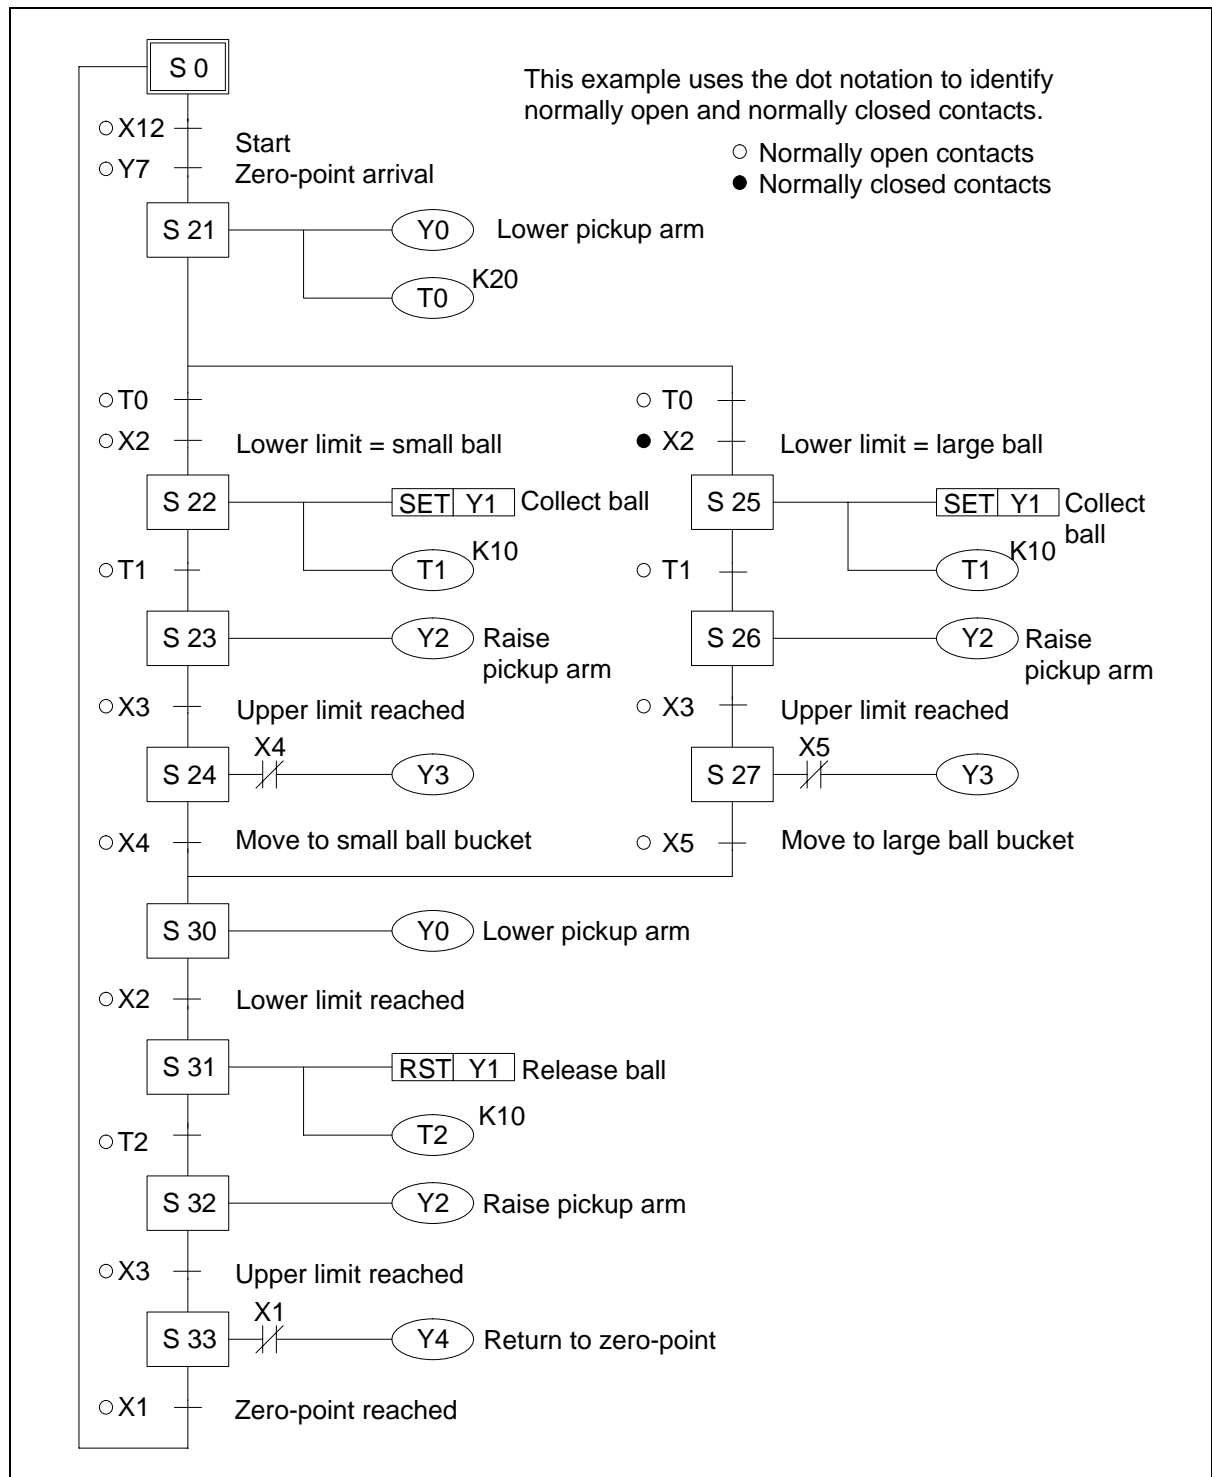 S 0
This example uses the dot notation to identify
normally open and normally closed contacts.
Normally open contacts
Normally closed contacts
X12
Start
Y7
Zero-point arrival
S 21
Y0
Lower pickup arm
T0
K20
T0
T0
X2
Lower limit = small ball
X2
Lower limit = large ball
S 22
SET Y1
Collect ball
S 25
SET Y1
Collect
ball
T1
T1
K10
T1
T1
K10
S 23
Y2
Raise
pickup arm
S 26
Y2
Raise
pickup arm
X3
Upper limit reached
X3
Upper limit reached
S 24
X4
Y3
S 27
X5
Y3
X4
Move to small ball bucket
X5
Move to large ball bucket
S 30
Y0
Lower pickup arm
X2
Lower limit reached
S 31
RST Y1
Release ball
T2
K10
T2
S 32
Y2
Raise pickup arm
X3
Upper limit reached
S 33
X1
Y4
Return to zero-point
X1
Zero-point reached